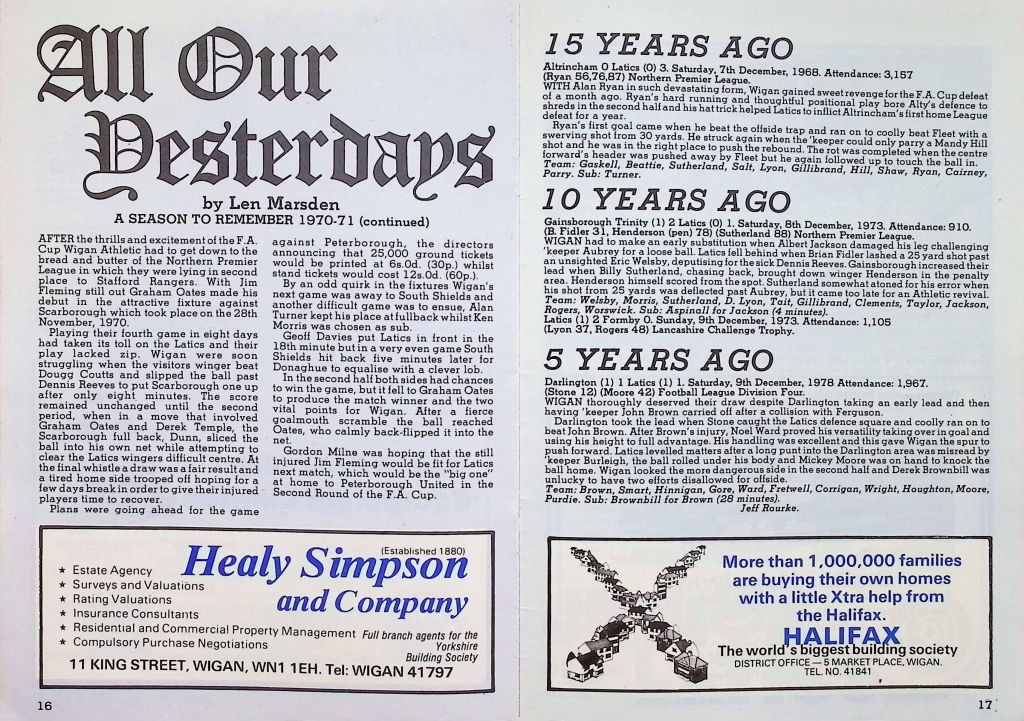 All Our
Yesterdays
by Len Marsden
A SEASON TO REMEMBER 1970-71 (continued)
AFTER the thrills and excitement of the F.A.
Cup Wigan Athletic had to get down to the
bread and butter of the Northern Premier
League in which they were lying in second
place to Stafford Rangers. With Jim
Fleming still out Graham Oates made his
debut in the attractive fixture against
Scarborough which took place on the 28th
November, 1970.
Playing their fourth game in eight days
had taken its toll on the Latics and their
play lacked zip. Wigan were soon
struggling when the visitors winger beat
Dougg Coutts and slipped the ball past
Dennis Reeves to put Scarborough one up
after only eight minutes. The score
remained unchanged until the second
period, when in a move that involved
Graham Oates and Derek Temple, the
Scarborough full back, Dunn, sliced the
ball into his own net while attempting to
clear the Latics wingers difficult centre. At
the final whistle a draw was a fair result and
a tired home side trooped off hoping for a
few days break in order to give their injured
players time to recover.
Plans were going ahead for the game
against Peterborough, the directors
announcing that 25,000 ground tickets
would be printed at 6s.0d. (30p.) whilst
stand tickets would cost 12s.0d. (60p.).
By an odd quirk in the fixtures Wigan's
next game was away to South Shields and
another difficult game was to ensue, Alan
Turner kept his place at fullback whilst Ken
Morris was chosen as sub.
Geoff Davies put Latics in front in the
18th minute but in a very even game South
Shields hit back five minutes later for
Donaghue to equalise with a clever lob.
In the second half both sides had chances
to win the game, but it fell to Graham Oates
to produce the match winner and the two
vital points for Wigan. After a fierce
goalmouth scramble the ball reached
Oates, who calmly back-flipped it into the
net.
Gordon Milne was hoping that the still
injured Jim Fleming would be fit for Latics
next match, which would be the "big one"
at home to Peterborough United in the
Second Round of the F.A. Cup.
(Established 1880)
Healy Simpson
and Company
★ Estate Agency
★ Surveys and Valuations
★ Rating Valuations
★ Insurance Consultants
★ Residential and Commercial Property Management
★ Compulsory Purchase Negotiations
Full branch agents for the
Yorkshire
Building Society
11 KING STREET, WIGAN, WN1 1EH. Tel: WIGAN 41797
16
15 YEARS AGO
Altrincham 0 Latics (0) 3. Saturday, 7th December, 1968. Attendance: 3,157
(Ryan 56,76,87) Northern Premier League.
WITH Alan Ryan in such devastating form, Wigan gained sweet revenge for the F.A. Cup defeat
of a month ago. Ryan's hard running and thoughtful positional play bore Alty's defence to
shreds in the second half and his hat trick helped Latics to inflict Altrincham's first home League
defeat for a year.
Ryan's first goal came when he beat the offside trap and ran on to coolly beat Fleet with a
swerving shot from 30 yards. He struck again when the 'keeper could only parry a Mandy Hill
shot and he was in the right place to push the rebound. The rot was completed when the centre
forward's header was pushed away by Fleet but he again followed up to touch the ball in.
Team: Gaskell, Beattie, Sutherland, Salt, Lyon, Gillibrand, Hill, Shaw, Ryan, Cairney,
Parry. Sub: Turner.
10 YEARS AGO
Gainsborough Trinity (1) 2 Latics (0) 1. Saturday, 8th December, 1973. Attendance: 910.
(B. Fidler 31, Henderson (pen) 78) (Sutherland 88) Northern Premier League.
WIGAN had to make an early substitution when Albert Jackson damaged his leg challenging
'keeper Aubrey for a loose ball. Latics fell behind when Brian Fidler lashed a 25 yard shot past
an unsighted Eric Welsby, deputising for the sick Dennis Reeves. Gainsborough increased their
lead when Billy Sutherland, chasing back, brought down winger Henderson in the penalty
area. Henderson himself scored from the spot. Sutherland somewhat atoned for his error when
his shot from 25 yards was deflected past Aubrey, but it came too late for an Athletic revival.
Team: Welsby, Morris, Sutherland, D. Lyon, Tait, Gillibrand, Clements, Taylor, Jackson,
Rogers, Worswick. Sub: Aspinall for Jackson (4 minutes).
Latics (1) 2 Formby 0. Sunday, 9th December, 1973. Attendance: 1,105
(Lyon 37, Rogers 48) Lancashire Challenge Trophy.
5 YEARS AGO
Darlington (1) 1 Latics (1) 1. Saturday, 9th December, 1978 Attendance: 1,967.
(Stone 12) (Moore 42) Football League Division Four.
WIGAN thoroughly deserved their draw despite Darlington taking an early lead and then
having 'keeper John Brown carried off after a collision with Ferguson.
Darlington took the lead when Stone caught the Latics defence square and coolly ran on to
beat John Brown. After Brown's injury, Noel Ward proved his versatility taking over in goal and
using his height to full advantage. His handling was excellent and this gave Wigan the spur to
push forward. Latics levelled matters after a long punt into the Darlington area was misread by
'keeper Burleigh, the ball rolled under his body and Mickey Moore was on hand to knock the
ball home. Wigan looked the more dangerous side in the second half and Derek Brownbill was
unlucky to have two efforts disallowed for offside.
Team: Brown, Smart, Hinnigan, Gore, Ward, Fretwell, Corrigan, Wright, Houghton, Moore,
Purdie. Sub: Brownbill for Brown (28 minutes).
Jeff Rourke.
More than 1,000,000 families
are buying their own homes
with a little Xtra help from
the Halifax.
HALIFAX
The world's biggest building society
DISTRICT OFFICE — 5 MARKET PLACE, WIGAN.
TEL. NO. 41841
17